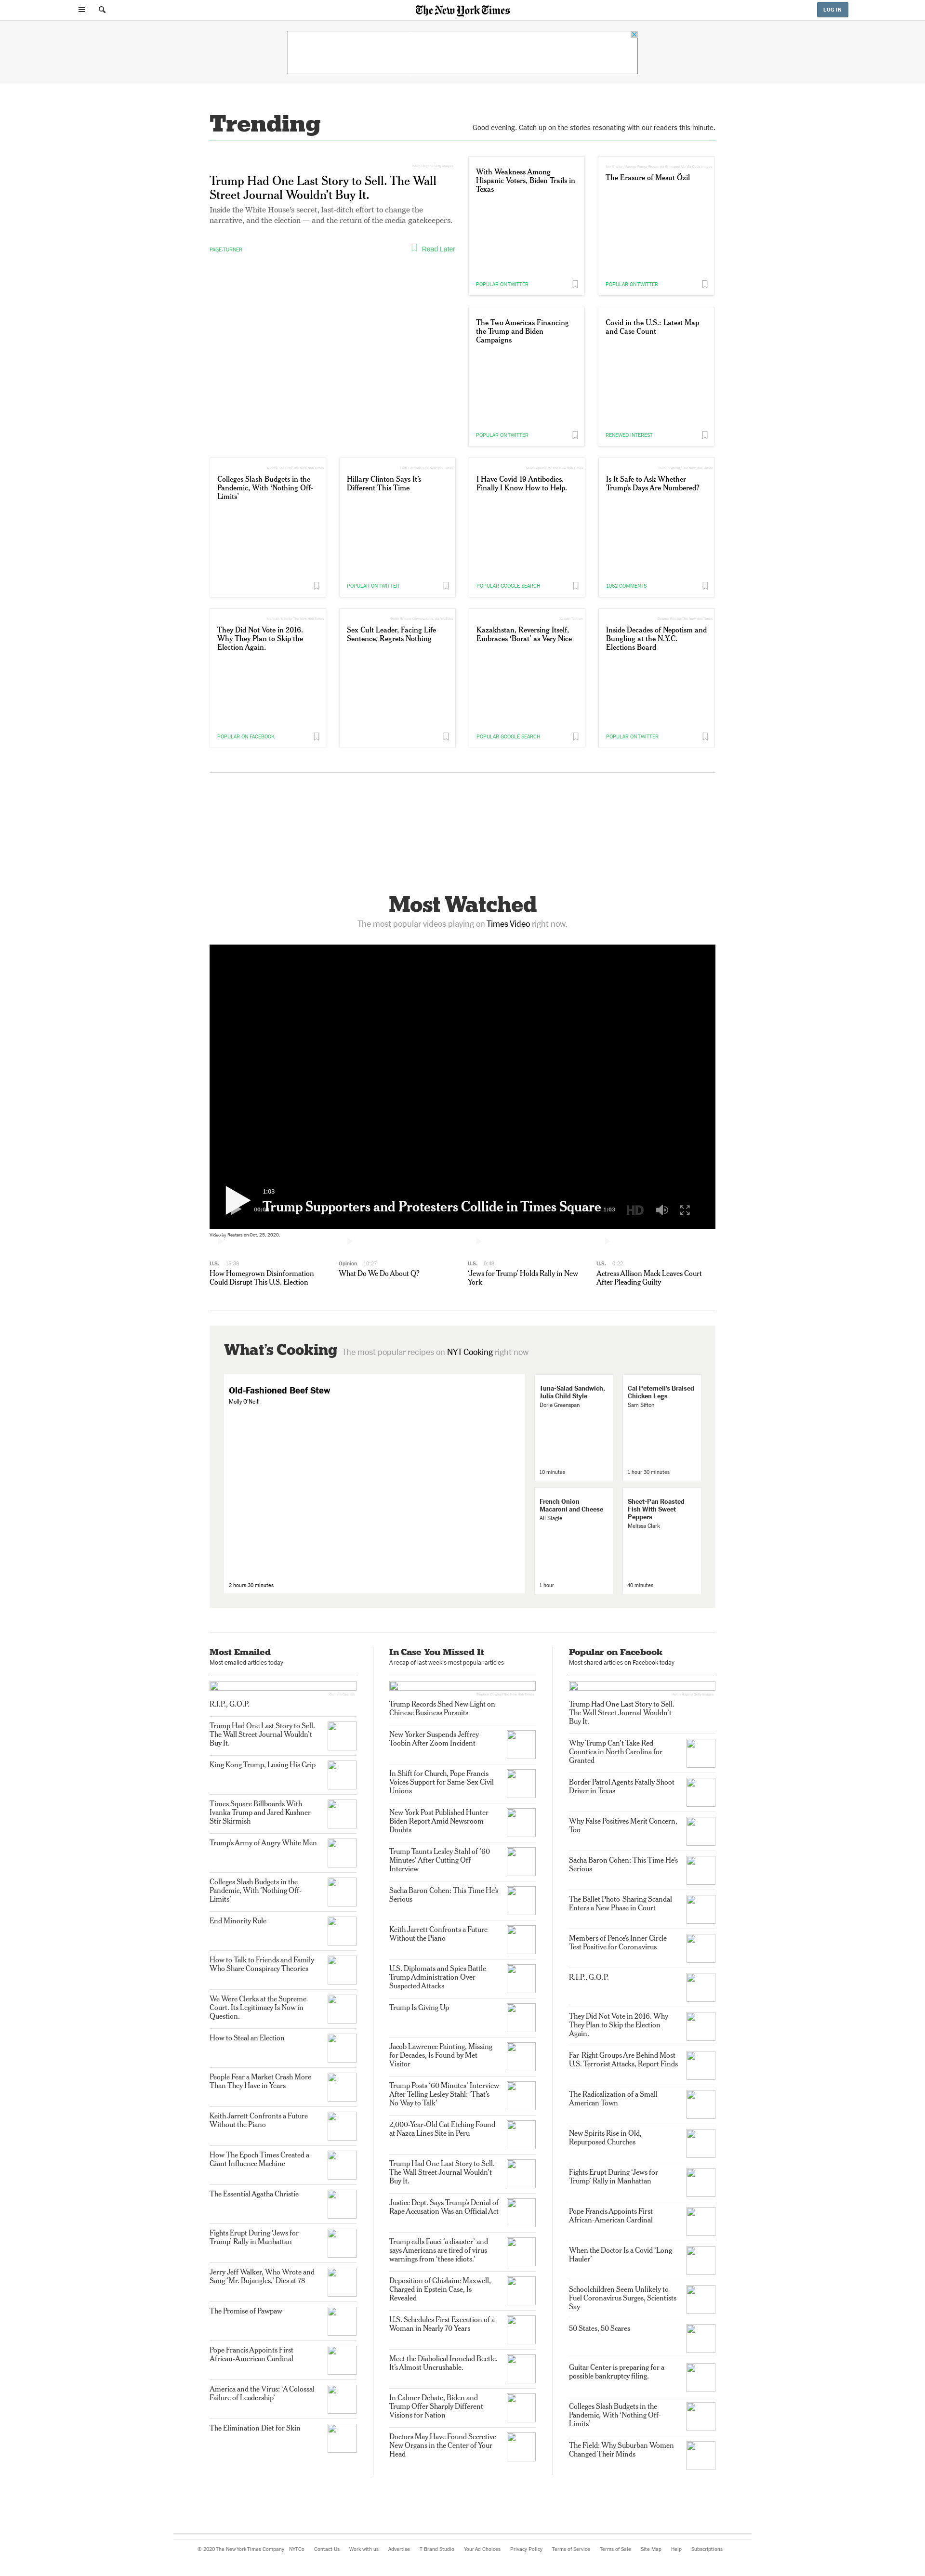 The New York Times
LOG IN
Trending
Good evening. Catch up on the stories resonating with our readers this minute.
Trump Had One Last Story to Sell. The Wall
Street Journal Wouldn't Buy It.
Inside the White House's secret, last-ditch effort to change the
narrative, and the election — and the return of the media gatekeepers.
PAGE-TURNER
Read Later
With Weakness Among
Hispanic Voters, Biden Trails in
Texas
POPULAR ON TWITTER
The Erasure of Mesut Özil
POPULAR ON TWITTER
The Two Americas Financing
the Trump and Biden
Campaigns
POPULAR ON TWITTER
Covid in the U.S.: Latest Map
and Case Count
RENEWED INTEREST
Colleges Slash Budgets in the
Pandemic, With ‘Nothing Off-
Limits’
Hillary Clinton Says It's
Different This Time
POPULAR ON TWITTER
I Have Covid-19 Antibodies.
Finally I Know How to Help.
POPULAR GOOGLE SEARCH
Is It Safe to Ask Whether
Trump's Days Are Numbered?
1062 COMMENTS
They Did Not Vote in 2016.
Why They Plan to Skip the
Election Again.
POPULAR ON FACEBOOK
Sex Cult Leader, Facing Life
Sentence, Regrets Nothing
Kazakhstan, Reversing Itself,
Embraces ‘Borat’ as Very Nice
POPULAR GOOGLE SEARCH
Inside Decades of Nepotism and
Bungling at the N.Y.C.
Elections Board
POPULAR ON TWITTER
Most Watched
The most popular videos playing on Times Video right now.
1:03
00:0
Trump Supporters and Protesters Collide in Times Square
1:03
HD
Video by Reuters on Oct. 25, 2020.
U.S.
How Homegrown Disinformation
Could Disrupt This U.S. Election
Opinion 10:27
What Do We Do About Q?
U.S. 0:48
‘Jews for Trump’ Holds Rally in New
York
U.S. 0:22
Actress Allison Mack Leaves Court
After Pleading Guilty
What's Cooking The most popular recipes on NYT Cooking right now
Old-Fashioned Beef Stew
Molly O'Neill
2 hours 30 minutes
Tuna-Salad Sandwich,
Julia Child Style
Dorie Greenspan
10 minutes
Cal Peternell's Braised
Chicken Legs
Sam Sifton
1 hour 30 minutes
French Onion
Macaroni and Cheese
Ali Slagle
1 hour
Sheet-Pan Roasted
Fish With Sweet
Peppers
Melissa Clark
40 minutes
Most Emailed
Most emailed articles today
R.I.P., G.O.P.
Trump Had One Last Story to Sell.
The Wall Street Journal Wouldn't
Buy It.
King Kong Trump, Losing His Grip
Times Square Billboards With
Ivanka Trump and Jared Kushner
Stir Skirmish
Trump's Army of Angry White Men
Colleges Slash Budgets in the
Pandemic, With ‘Nothing Off-
Limits’
End Minority Rule
How to Talk to Friends and Family
Who Share Conspiracy Theories
We Were Clerks at the Supreme
Court. Its Legitimacy Is Now in
Question.
How to Steal an Election
People Fear a Market Crash More
Than They Have in Years
Keith Jarrett Confronts a Future
Without the Piano
How The Epoch Times Created a
Giant Influence Machine
The Essential Agatha Christie
Fights Erupt During ‘Jews for
Trump’ Rally in Manhattan
Jerry Jeff Walker, Who Wrote and
Sang ‘Mr. Bojangles,’ Dies at 78
The Promise of Pawpaw
Pope Francis Appoints First
African-American Cardinal
America and the Virus: ‘A Colossal
Failure of Leadership’
The Elimination Diet for Skin
In Case You Missed It
A recap of last week's most popular articles
Trump Records Shed New Light on
Chinese Business Pursuits
New Yorker Suspends Jeffrey
Toobin After Zoom Incident
In Shift for Church, Pope Francis
Voices Support for Same-Sex Civil
Unions
New York Post Published Hunter
Biden Report Amid Newsroom
Doubts
Trump Taunts Lesley Stahl of ‘60
Minutes’ After Cutting Off
Interview
Sacha Baron Cohen: This Time He's
Serious
Keith Jarrett Confronts a Future
Without the Piano
U.S. Diplomats and Spies Battle
Trump Administration Over
Suspected Attacks
Trump Is Giving Up
Jacob Lawrence Painting, Missing
for Decades, Is Found by Met
Visitor
Trump Posts ‘60 Minutes’ Interview
After Telling Lesley Stahl: ‘That's
No Way to Talk’
2,000-Year-Old Cat Etching Found
at Nazca Lines Site in Peru
Trump Had One Last Story to Sell.
The Wall Street Journal Wouldn't
Buy It.
Justice Dept. Says Trump's Denial of
Rape Accusation Was an Official Act
Trump calls Fauci ‘a disaster’ and
says Americans are tired of virus
warnings from ‘these idiots.’
Deposition of Ghislaine Maxwell,
Charged in Epstein Case, Is
Revealed
U.S. Schedules First Execution of a
Woman in Nearly 70 Years
Meet the Diabolical Ironclad Beetle.
It's Almost Uncrushable.
In Calmer Debate, Biden and
Trump Offer Sharply Different
Visions for Nation
Doctors May Have Found Secretive
New Organs in the Center of Your
Head
Popular on Facebook
Most shared articles on Facebook today
Trump Had One Last Story to Sell.
The Wall Street Journal Wouldn't
Buy It.
Why Trump Can't Take Red
Counties in North Carolina for
Granted
Border Patrol Agents Fatally Shoot
Driver in Texas
Why False Positives Merit Concern,
Too
Sacha Baron Cohen: This Time He's
Serious
The Ballet Photo-Sharing Scandal
Enters a New Phase in Court
Members of Pence's Inner Circle
Test Positive for Coronavirus
R.I.P., G.O.P.
They Did Not Vote in 2016. Why
They Plan to Skip the Election
Again.
Far-Right Groups Are Behind Most
U.S. Terrorist Attacks, Report Finds
The Radicalization of a Small
American Town
New Spirits Rise in Old,
Repurposed Churches
Fights Erupt During ‘Jews for
Trump’ Rally in Manhattan
Pope Francis Appoints First
African-American Cardinal
When the Doctor Is a Covid ‘Long
Hauler’
Schoolchildren Seem Unlikely to
Fuel Coronavirus Surges, Scientists
Say
50 States, 50 Scares
Guitar Center is preparing for a
possible bankruptcy filing.
Colleges Slash Budgets in the
Pandemic, With ‘Nothing Off-
Limits’
The Field: Why Suburban Women
Changed Their Minds
© 2020 The New York Times Company NYTCo Contact Us Work with us Advertise T Brand Studio Your Ad Choices Privacy Policy Terms of Service Terms of Sale Site Map Help Subscriptions